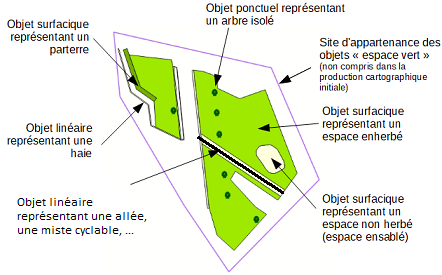 Objet surfacique
représentant un
parterre
Objet ponctuel représentant
un arbre isolé
Site d'appartenance des
objets « espace vert »
(non compris dans la
production cartographique
initiale)
Objet linéaire
représentant une
haie
Objet surfacique
représentant un
espace enherbé
Objet linéaire
représentant une allée,
une miste cyclable, ...
Objet surfacique
représentant un
espace non herbé
(espace ensablé)